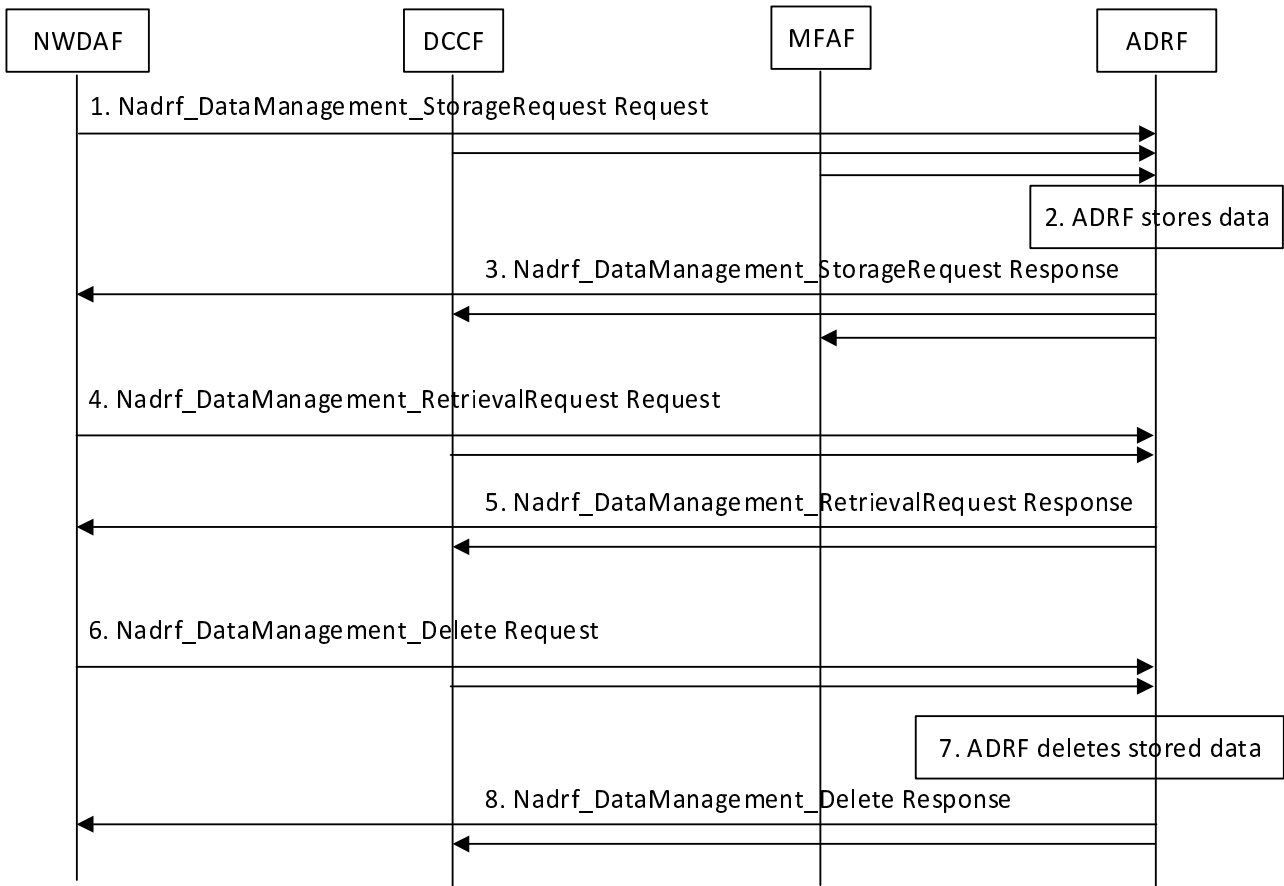 NWDAF
DCCF
MFAF
ADRF
1. Nadrf_DataManagement_StorageRequest Request
2. ADRF stores data
3. Nadrf_DataManagement_StorageRequest Response
4. Nadrf_DataManagement_RetrievalRequest Request
5. Nadrf_DataManagement_RetrievalRequest Response
6. Nadrf_DataManagement_Delete Request
7. ADRF deletes stored data
8. Nadrf_DataManagement_Delete Response